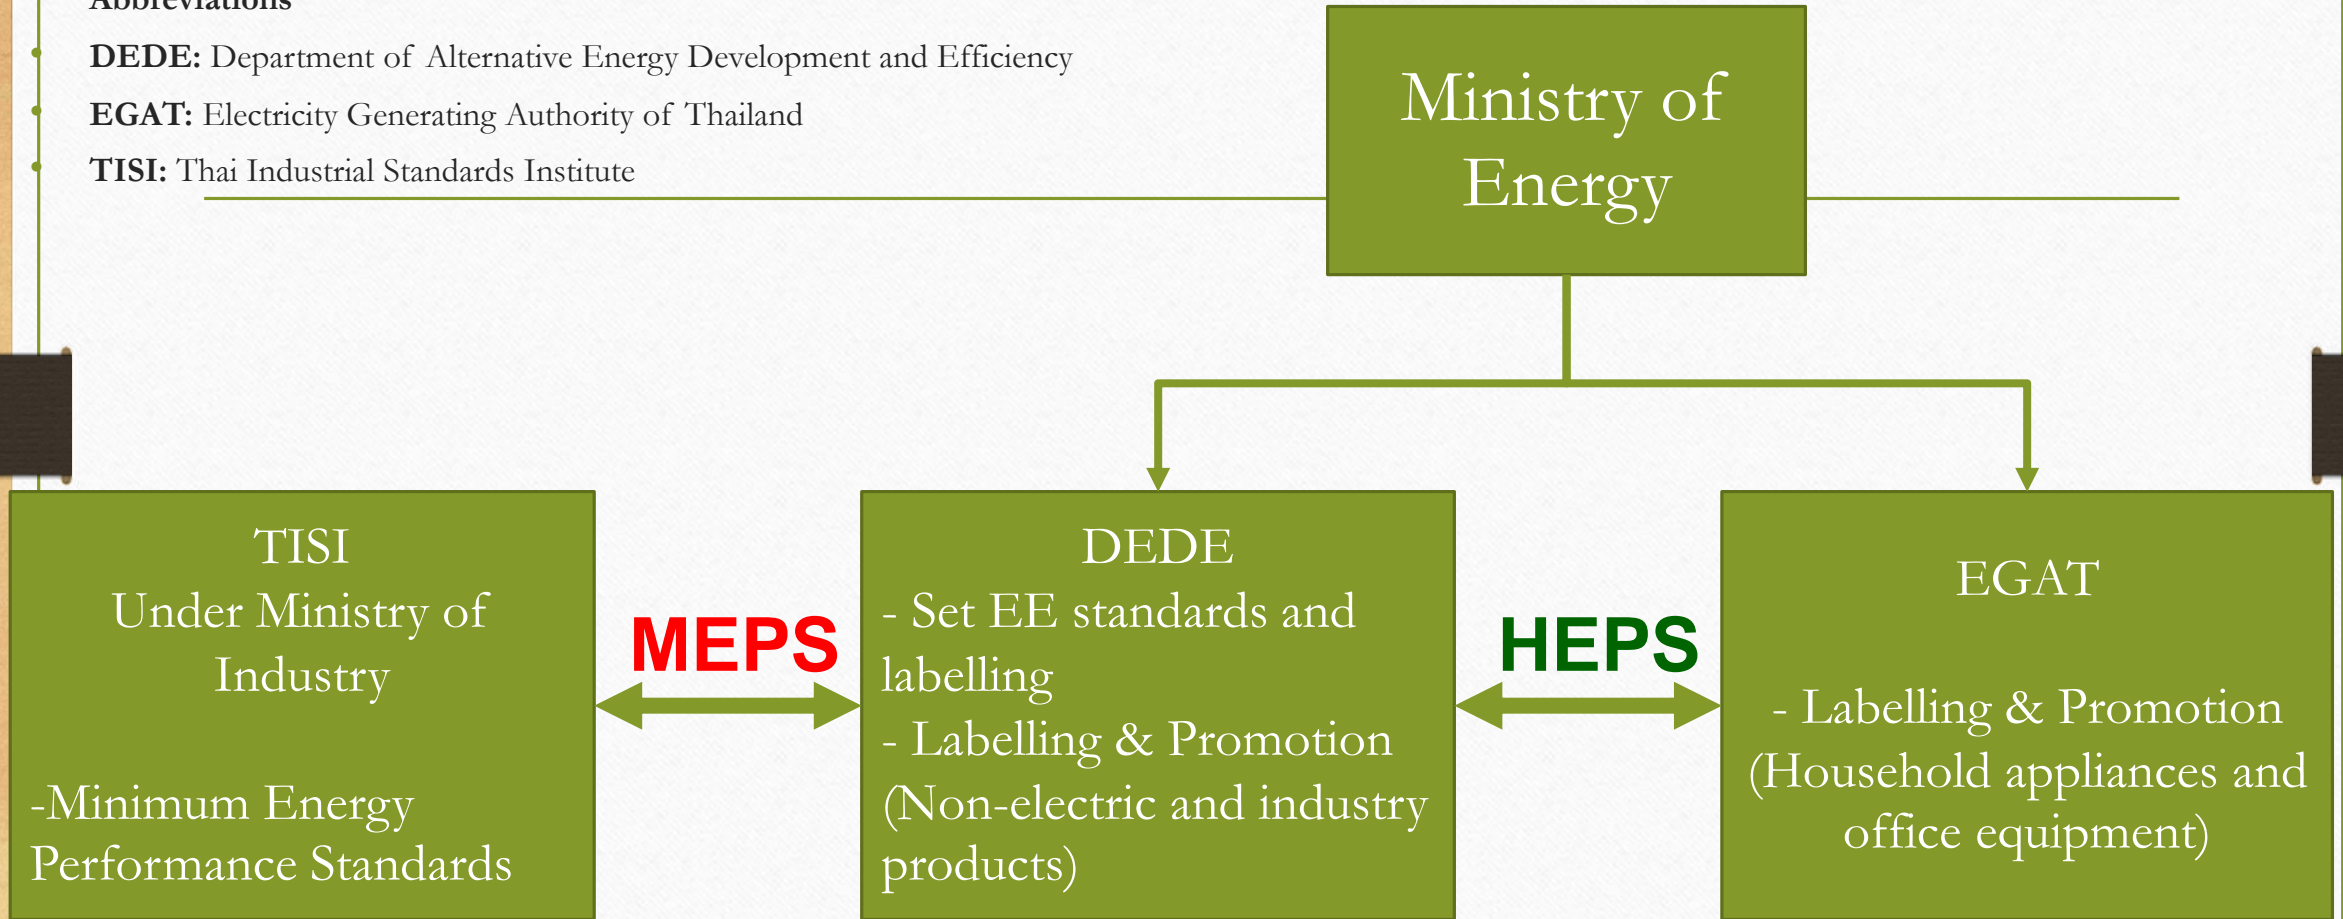 Abbreviations
DEDE: Department of Alternative Energy Development and Efficiency
EGAT: Electricity Generating Authority of Thailand
TISI: Thai Industrial Standards Institute
Ministry of
Energy
TISI
Under Ministry of
Industry
-Minimum Energy
Performance Standards
MEPS
DEDE
- Set EE standards and
labelling
- Labelling & Promotion
(Non-electric and industry
products)
HEPS
EGAT
- Labelling & Promotion
(Household appliances and
office equipment)